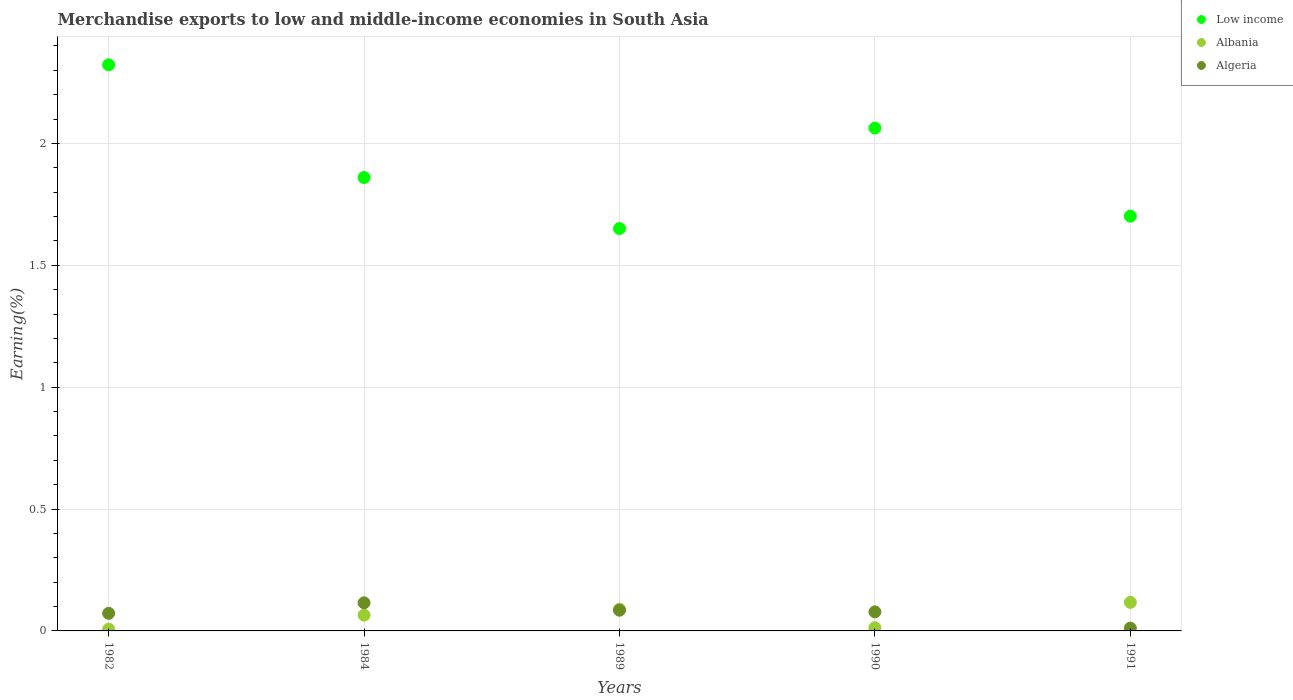 Merchandise exports to low and middle-income economies in South Asia
Low income
Albania
Algeria
Earning(%)
2
1.5
1
0.5
0
1982
1984
1989
1990
1991
Years